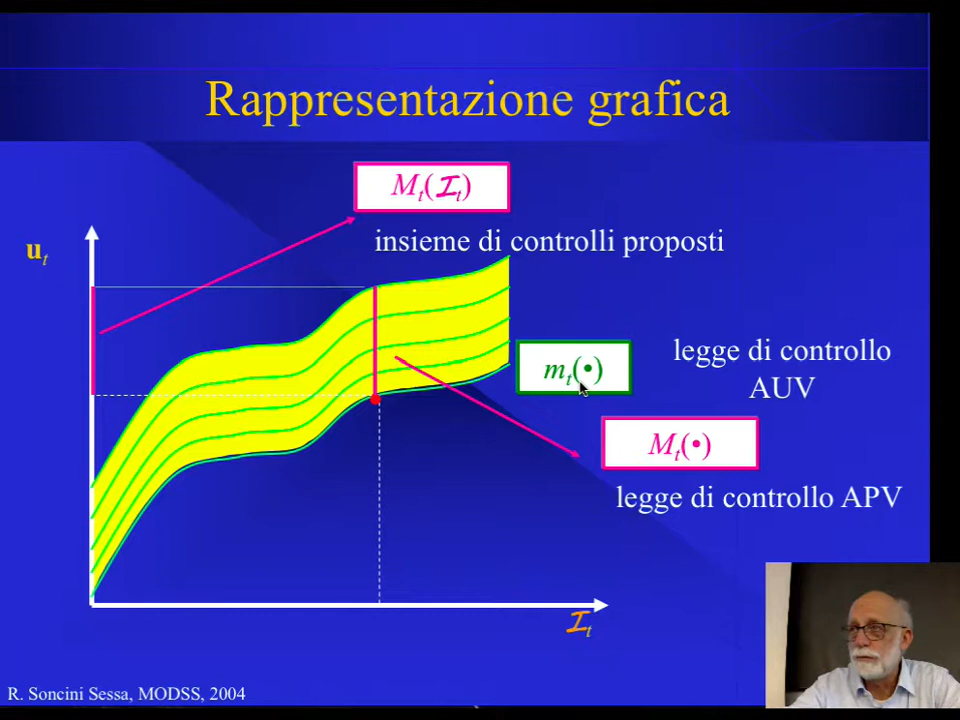 Rappresentazione grafica
Mₜ(ℐₜ)
insieme di controlli proposti
uₜ
mₜ(•)
legge di controllo
AUV
Mₜ(•)
legge di controllo APV
ℐₜ
R. Soncini Sessa, MODSS, 2004